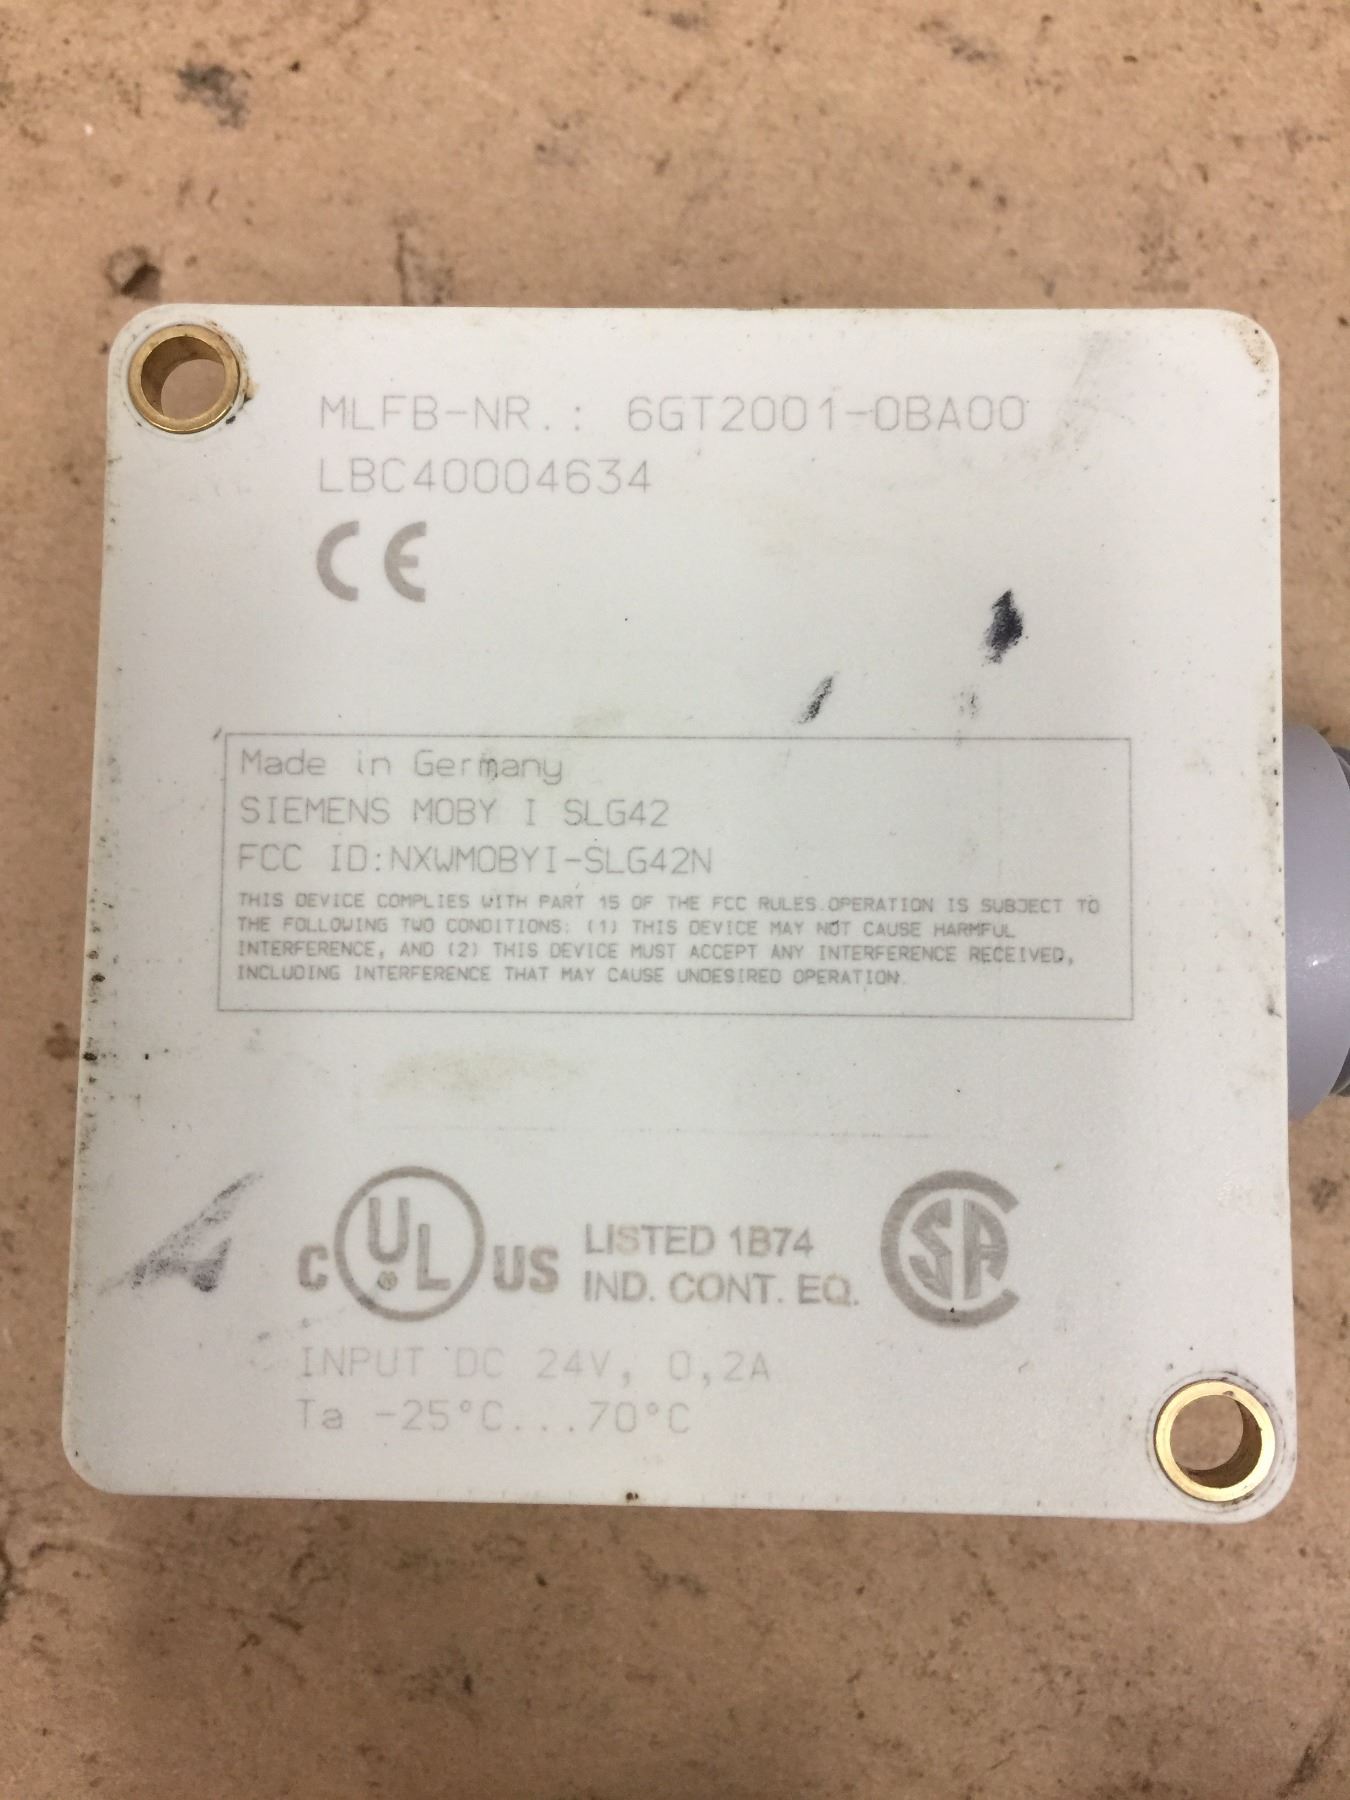 MLFB-NR.: 6GT2001-0BA00
LBC40004634
CE
Made in Germany
SIEMENS MOBY I SLG42
FCC ID:NXWMOBYI-SLG42N
THIS DEVICE COMPLIES WITH PART 15 OF THE FCC RULES.OPERATION IS SUBJECT TO
THE FOLLOWING TWO CONDITIONS: (1) THIS DEVICE MAY NOT CAUSE HARMFUL
INTERFERENCE, AND (2) THIS DEVICE MUST ACCEPT ANY INTERFERENCE RECEIVED,
INCLUDING INTERFERENCE THAT MAY CAUSE UNDESIRED OPERATION.
C UL ® US LISTED 1B74 SA
IND. CONT. EQ.
INPUT DC 24V, 0,2A
Ta -25°C...70°C